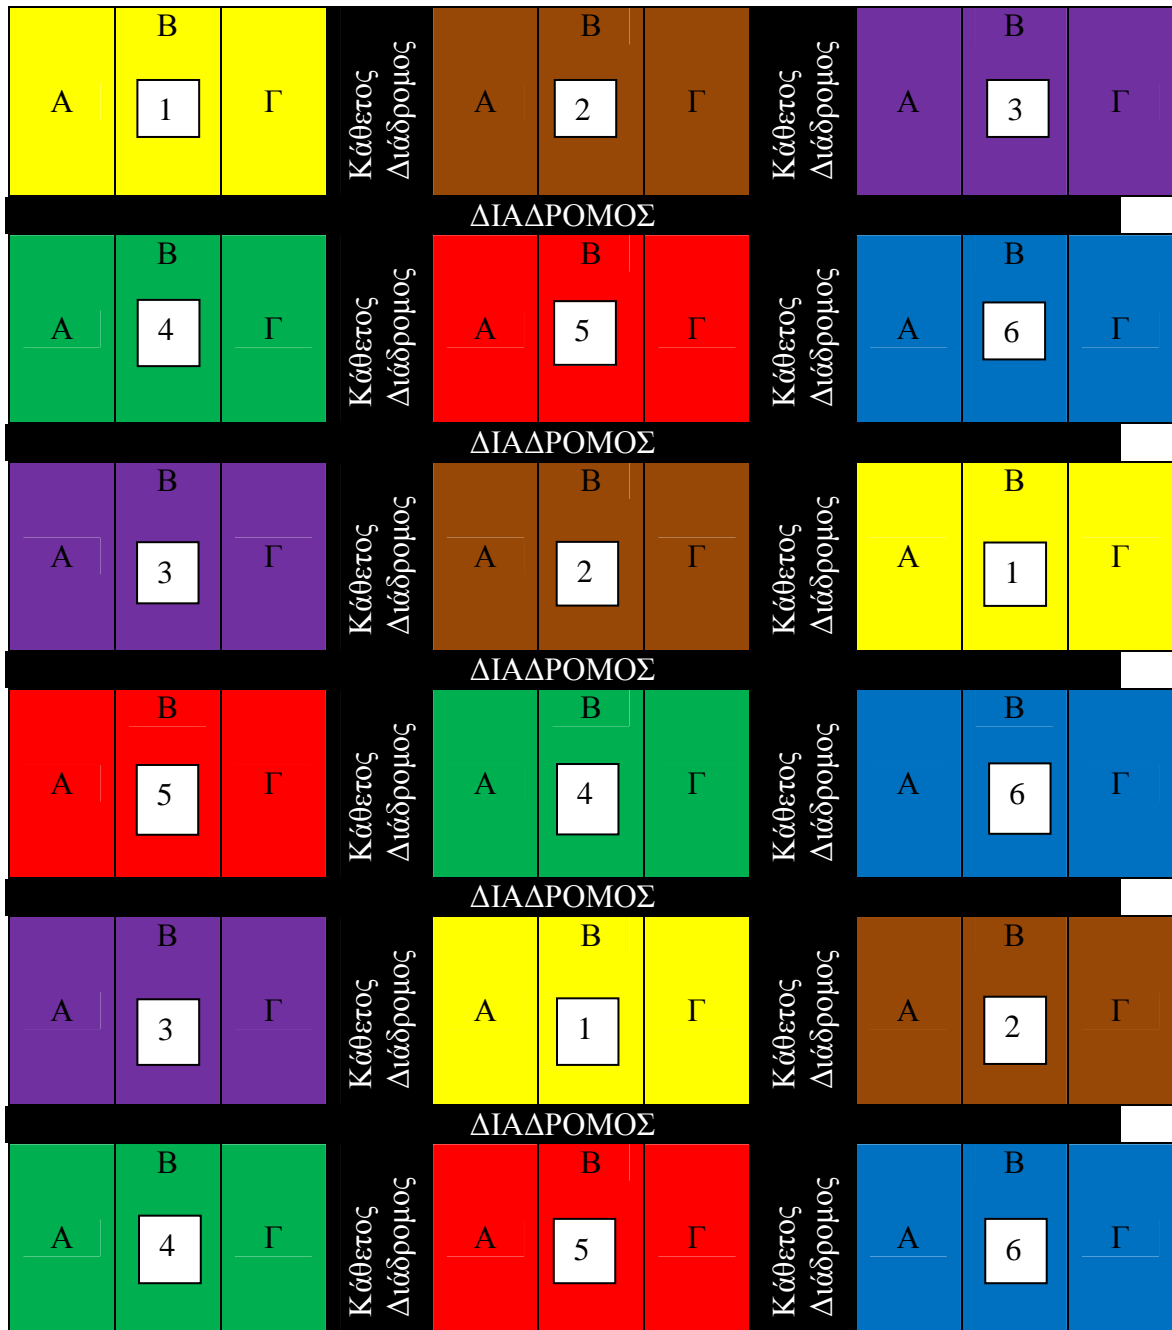 Β Β Β
Α 1 Γ Κάθετος Διάδρομος Α 2 Γ Κάθετος Διάδρομος Α 3 Γ
ΔΙΑΔΡΟΜΟΣ
Β Β Β
Α 4 Γ Κάθετος Διάδρομος Α 5 Γ Κάθετος Διάδρομος Α 6 Γ
ΔΙΑΔΡΟΜΟΣ
Β Β Β
Α 3 Γ Κάθετος Διάδρομος Α 2 Γ Κάθετος Διάδρομος Α 1 Γ
ΔΙΑΔΡΟΜΟΣ
Β Β Β
Α 5 Γ Κάθετος Διάδρομος Α 4 Γ Κάθετος Διάδρομος Α 6 Γ
ΔΙΑΔΡΟΜΟΣ
Β Β Β
Α 3 Γ Κάθετος Διάδρομος Α 1 Γ Κάθετος Διάδρομος Α 2 Γ
ΔΙΑΔΡΟΜΟΣ
Β Β Β
Α 4 Γ Κάθετος Διάδρομος Α 5 Γ Κάθετος Διάδρομος Α 6 Γ